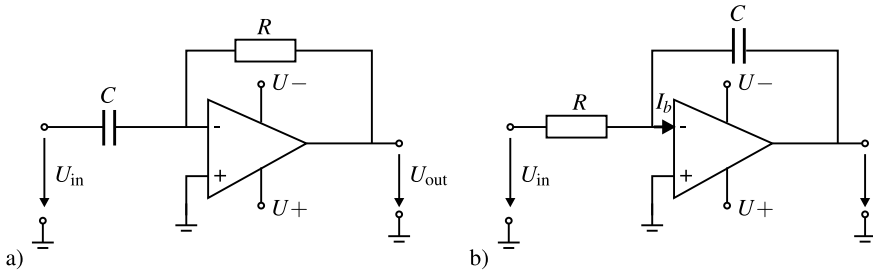 R
C
U−
-
+
U+
U_in
U_out
a)
C
R
I_b
U−
-
+
U+
U_in
b)